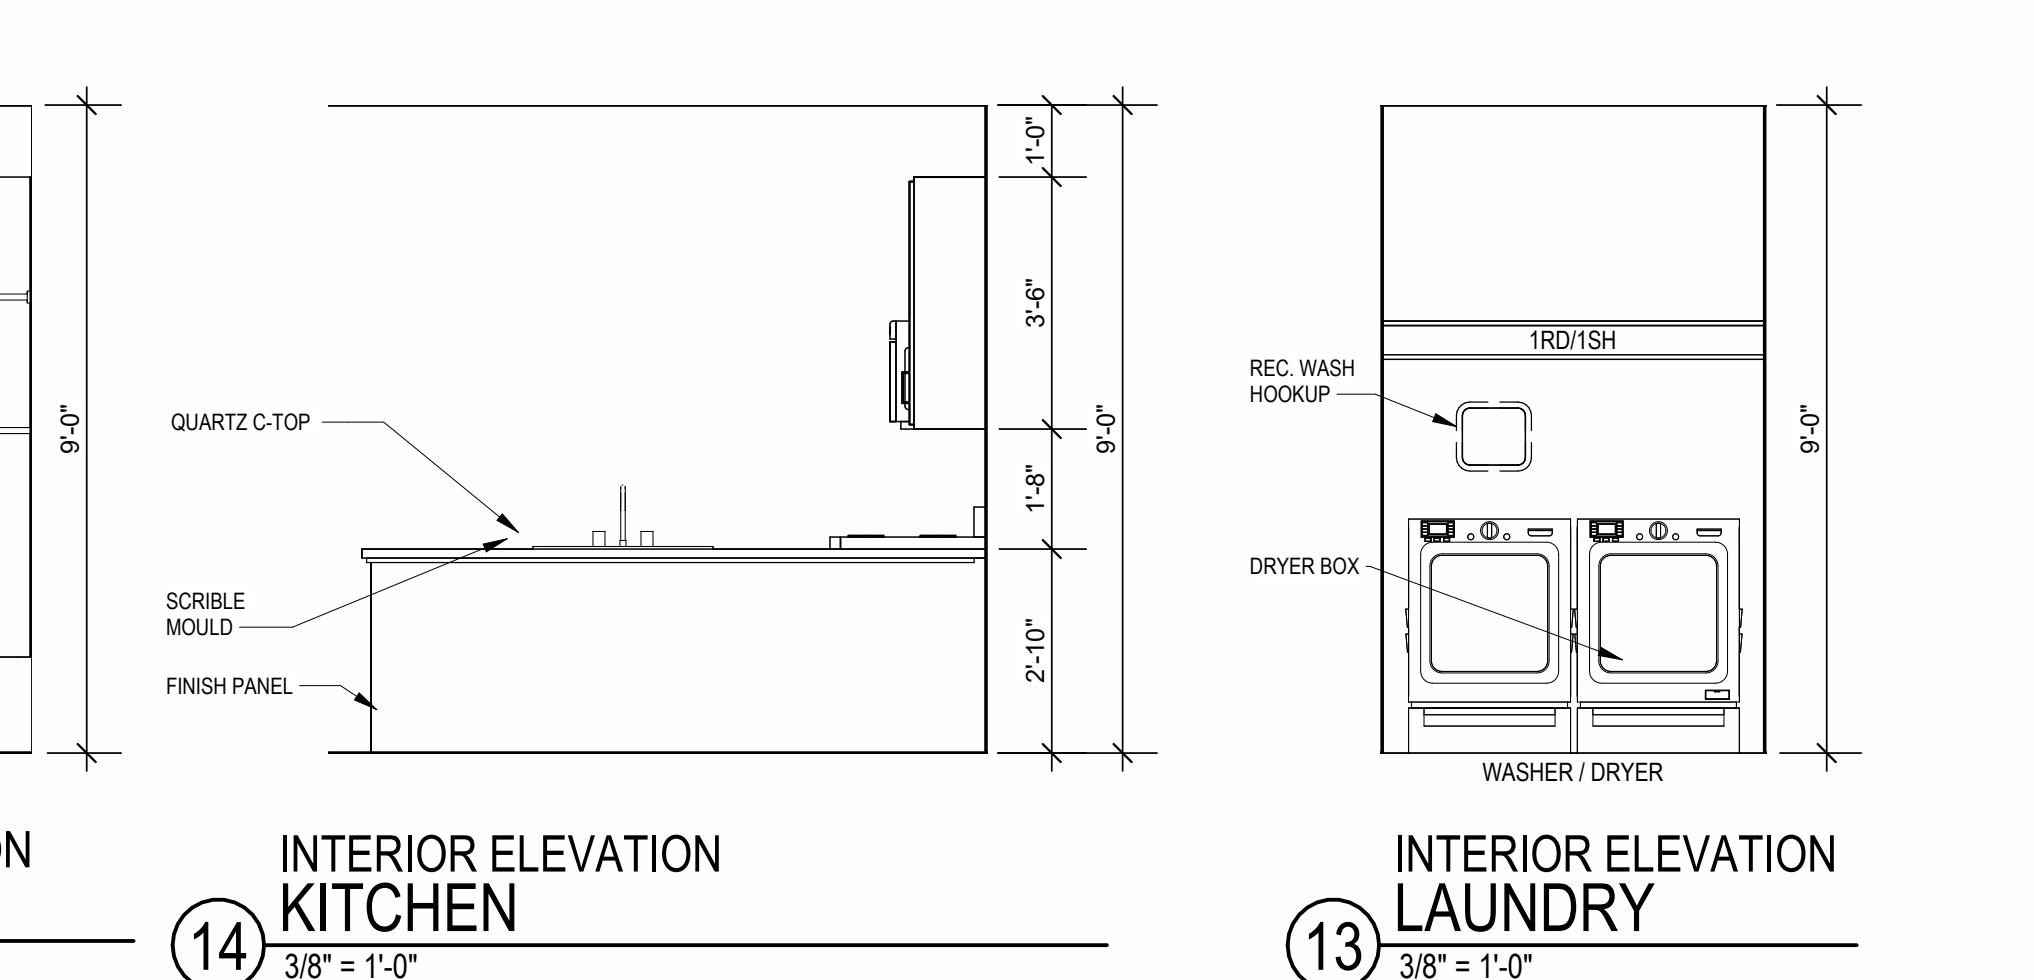 9'-0"
QUARTZ C-TOP
SCRIBLE
MOULD
FINISH PANEL
1'-0"
3'-6"
1'-8"
2'-10"
9'-0"
ON
INTERIOR ELEVATION
KITCHEN
14
3/8" = 1'-0"
1RD/1SH
REC. WASH
HOOKUP
DRYER BOX
9'-0"
WASHER / DRYER
INTERIOR ELEVATION
LAUNDRY
13
3/8" = 1'-0"